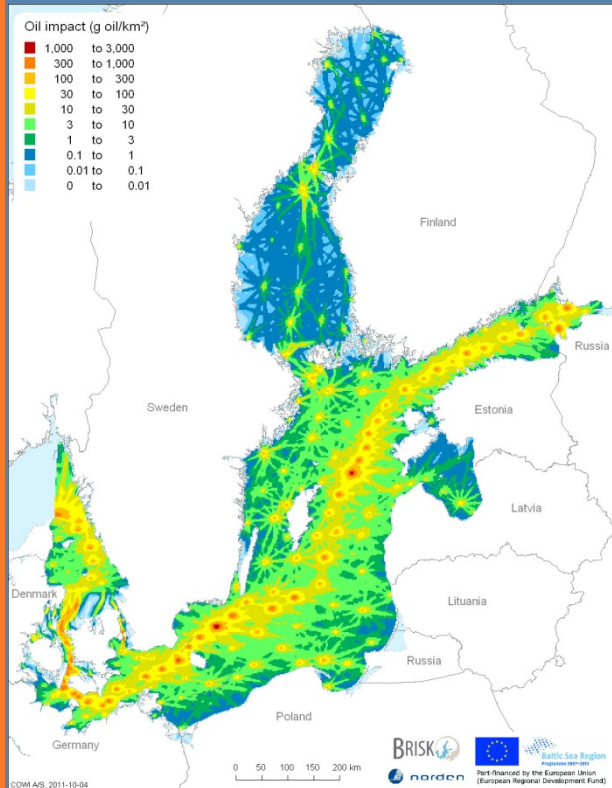 Oil impact (g oil/km²)
1,000 to 3,000
300 to 1,000
100 to 300
30 to 100
10 to 30
3 to 10
1 to 3
0.1 to 1
0.01 to 0.1
0 to 0.01
Finland
Russia
Sweden
Estonia
Latvia
Denmark
Lituania
Russia
Poland
Germany
BRISK
Baltic Sea Region
Programme 2007-2013
norden
Part-financed by the European Union
(European Regional Development Fund)
0 50 100 150 200 km
COWI A/S, 2011-10-04